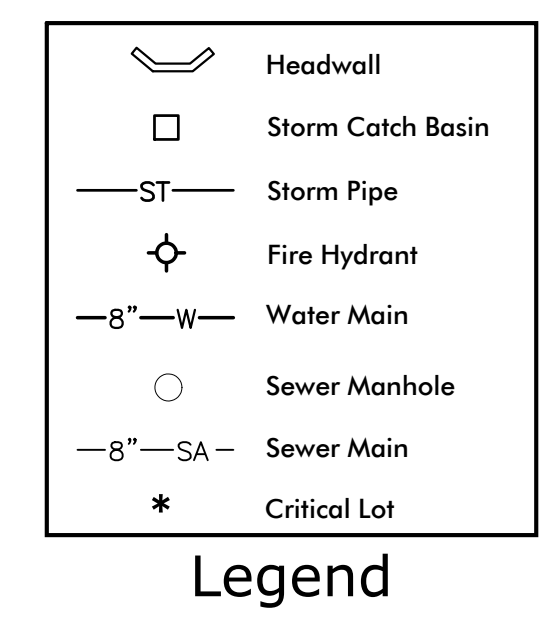 Headwall
Storm Catch Basin
ST Storm Pipe
Fire Hydrant
8” W Water Main
Sewer Manhole
8” SA Sewer Main
* Critical Lot
Legend